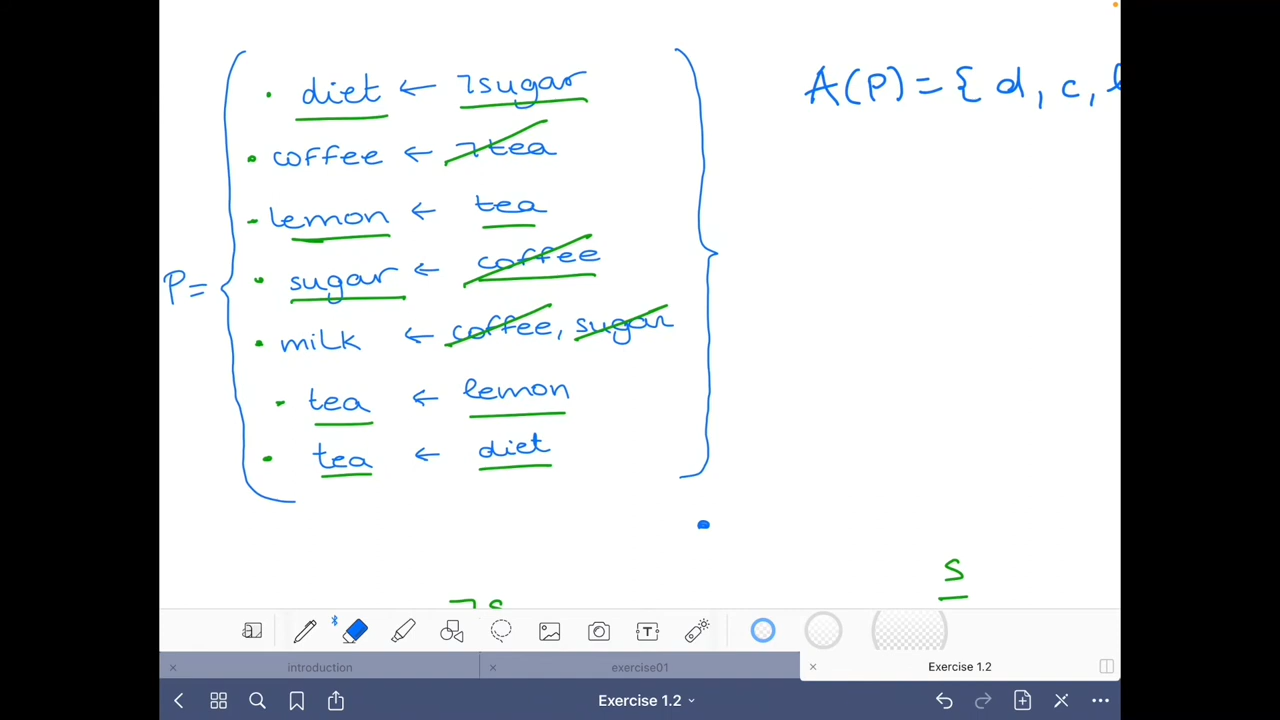 diet ← ¬sugar
A(P) = { d, c,
coffee ← ¬tea
lemon ← tea
sugar ← coffee
P =
milk ← coffee, sugar
tea ← lemon
tea ← diet
s
¬s
introduction
exercise01
Exercise 1.2
Exercise 1.2